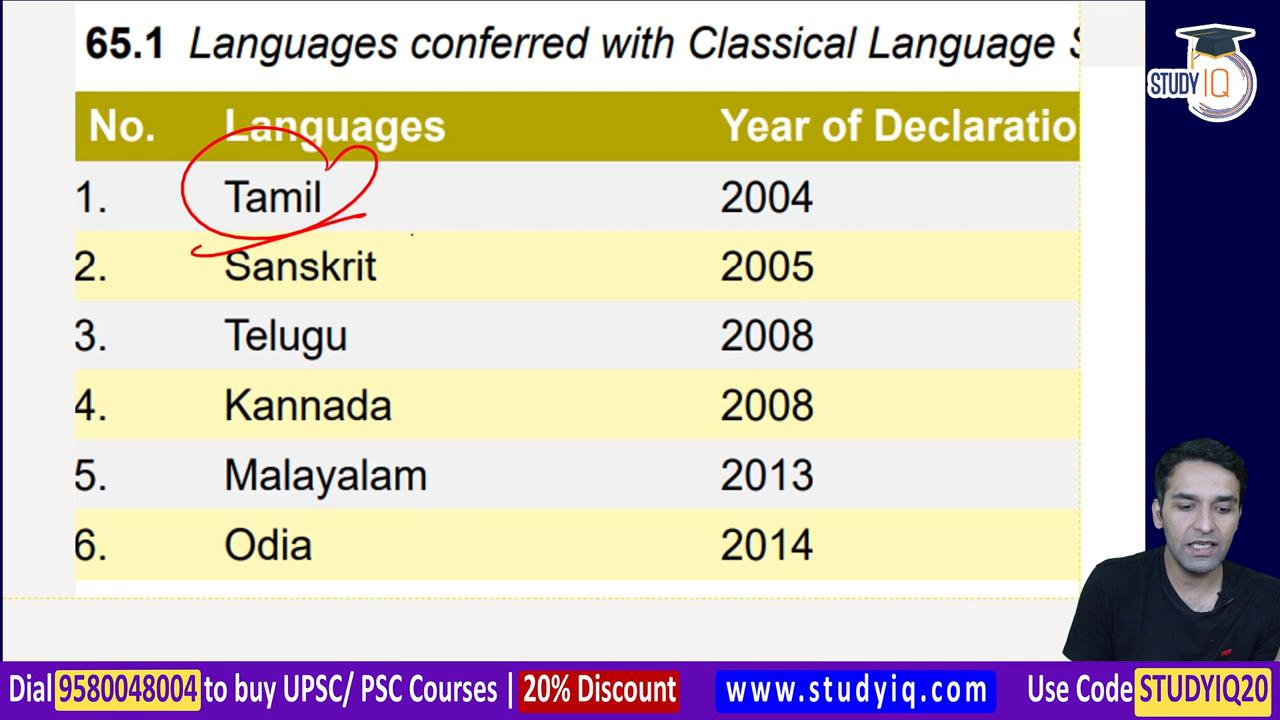 65.1 Languages conferred with Classical Language
STUDY IQ
No. Languages Year of Declaratio
1. Tamil 2004
2. Sanskrit 2005
3. Telugu 2008
4. Kannada 2008
5. Malayalam 2013
6. Odia 2014
Dial 9580048004 to buy UPSC/ PSC Courses | 20% Discount www.studyiq.com Use Code STUDYIQ20